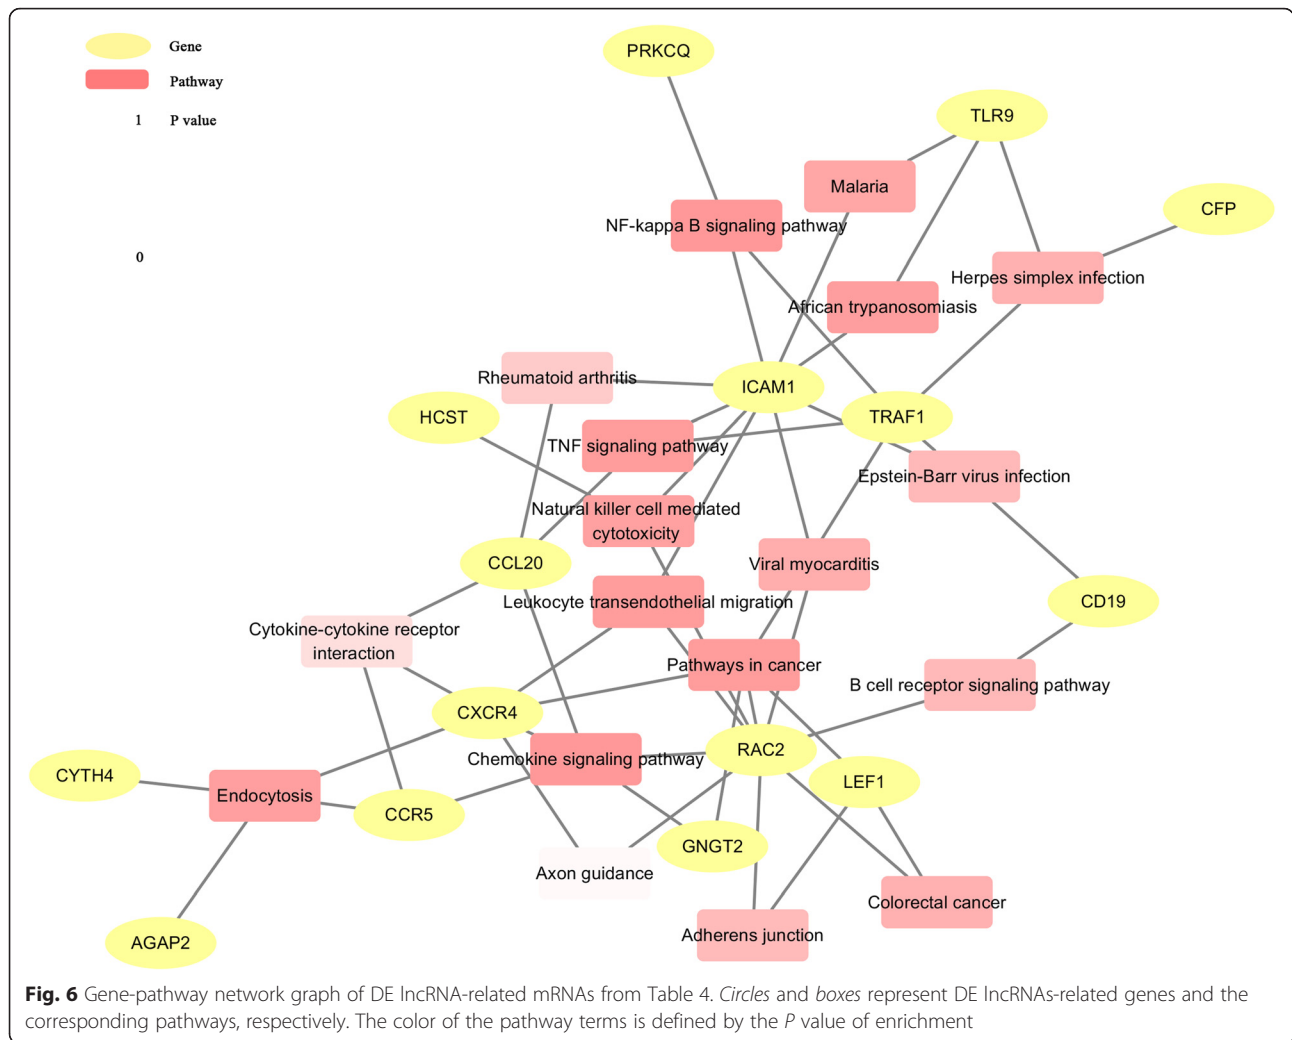 Gene
Pathway
1 P value
0
PRKCQ
TLR9
Malaria
CFP
NF-kappa B signaling pathway
Herpes simplex infection
African trypanosomiasis
Rheumatoid arthritis
ICAM1
HCST
TRAF1
TNF signaling pathway
Epstein-Barr virus infection
Natural killer cell mediated
cytotoxicity
CCL20
Viral myocarditis
Leukocyte transendothelial migration
CD19
Cytokine-cytokine receptor
interaction
Pathways in cancer
B cell receptor signaling pathway
CXCR4
Chemokine signaling pathway
RAC2
CYTH4
LEF1
Endocytosis
CCR5
GNGT2
Axon guidance
Colorectal cancer
AGAP2
Adherens junction
Fig. 6 Gene-pathway network graph of DE lncRNA-related mRNAs from Table 4. Circles and boxes represent DE lncRNAs-related genes and the
corresponding pathways, respectively. The color of the pathway terms is defined by the P value of enrichment